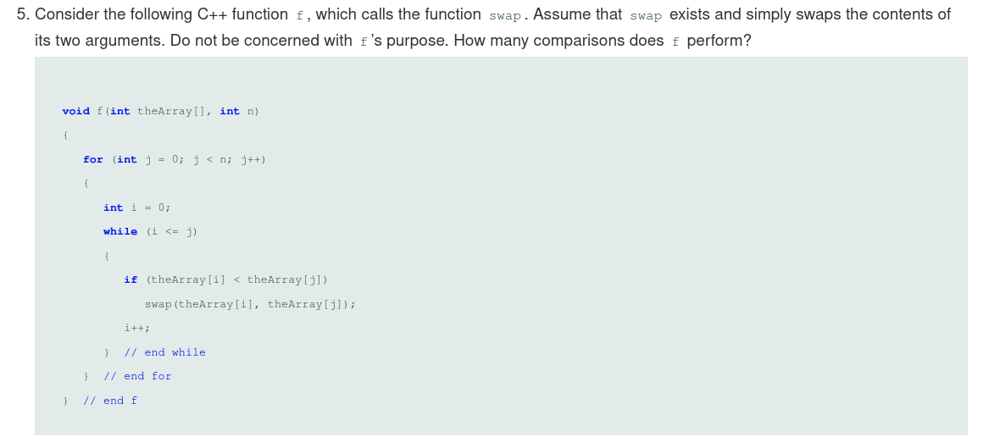 5. Consider the following C++ function f, which calls the function swap. Assume that swap exists and simply swaps the contents of
its two arguments. Do not be concerned with f's purpose. How many comparisons does f perform?
void f(int theArray[], int n)
{
for (int j = 0; j < n; j++)
{
int i = 0;
while (i <= j)
{
if (theArray[i] < theArray[j])
swap(theArray[i], theArray[j]);
i++;
} // end while
} // end for
} // end f